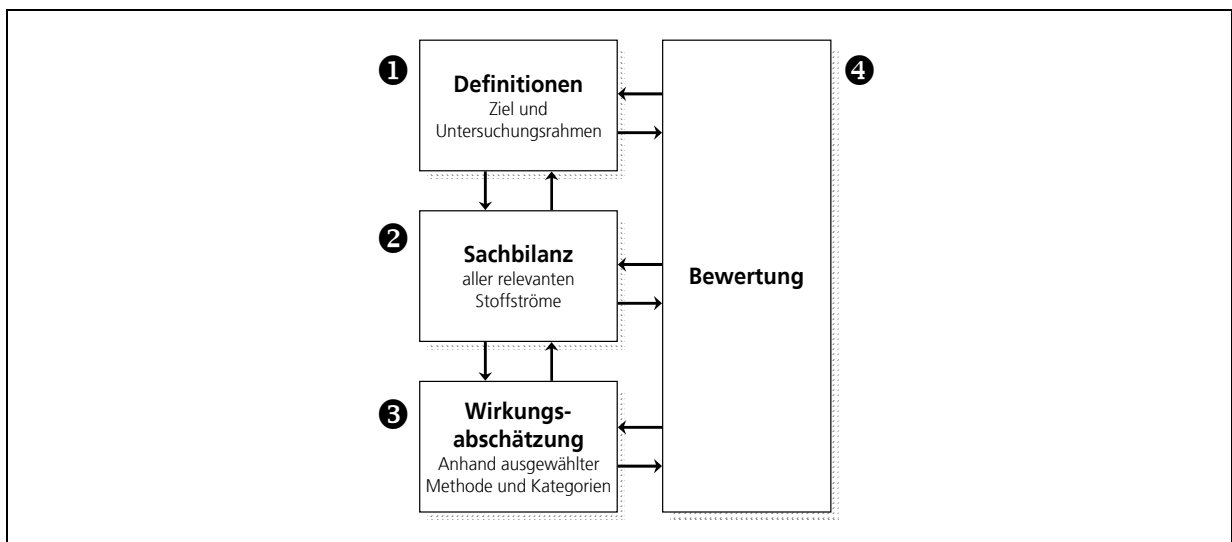 ❶
Definitionen
Ziel und
Untersuchungsrahmen
❷
Sachbilanz
aller relevanten
Stoffströme
❸
Wirkungs-
abschätzung
Anhand ausgewählter
Methode und Kategorien
❹
Bewertung